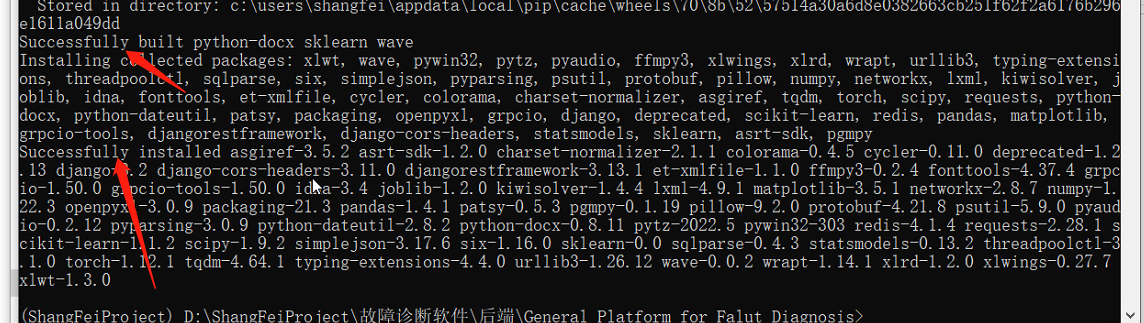 Stored in directory: c:\users\shangfei\appdata\local\pip\cache\wheels\70\8b\52\57514a30a6d8e0382663cb251f62f2a6176b296
e1611a049dd
Successfully built python-docx sklearn wave
Installing collected packages: xlwt, wave, pywin32, pytz, pyaudio, ffmpy3, xlwings, xlrd, wrapt, urllib3, typing-extensi
ons, threadpoolctl, sqlparse, six, simplejson, pyparsing, psutil, protobuf, pillow, numpy, networkx, lxml, kiwisolver, j
oblib, idna, fonttools, et-xmlfile, cycler, colorama, charset-normalizer, asgiref, tqdm, torch, scipy, requests, python-
docx, python-dateutil, patsy, packaging, openpyxl, grpcio, django, deprecated, scikit-learn, redis, pandas, matplotlib,
grpcio-tools, djangorestframework, django-cors-headers, statsmodels, sklearn, asrt-sdk, pgmpy
Successfully installed asgiref-3.5.2 asrt-sdk-1.2.0 charset-normalizer-2.1.1 colorama-0.4.5 cycler-0.11.0 deprecated-1.2
.13 django-3.2 django-cors-headers-3.11.0 djangorestframework-3.13.1 et-xmlfile-1.1.0 ffmpy3-0.2.4 fonttools-4.37.4 grpc
io-1.50.0 grpcio-tools-1.50.0 idna-3.4 joblib-1.2.0 kiwisolver-1.4.4 lxml-4.9.1 matplotlib-3.5.1 networkx-2.8.7 numpy-1.
22.3 openpyxl-3.0.9 packaging-21.3 pandas-1.4.1 patsy-0.5.3 pgmpy-0.1.19 pillow-9.2.0 protobuf-4.21.8 psutil-5.9.0 pyaud
io-0.2.12 pyparsing-3.0.9 python-dateutil-2.8.2 python-docx-0.8.11 pytz-2022.5 pywin32-303 redis-4.1.4 requests-2.28.1 s
cikit-learn-1.1.2 scipy-1.9.2 simplejson-3.17.6 six-1.16.0 sklearn-0.0 sqlparse-0.4.3 statsmodels-0.13.2 threadpoolctl-3
.1.0 torch-1.12.1 tqdm-4.64.1 typing-extensions-4.4.0 urllib3-1.26.12 wave-0.0.2 wrapt-1.14.1 xlrd-1.2.0 xlwings-0.27.7
xlwt-1.3.0
(ShangFeiProject) D:\ShangFeiProject\故障诊断软件\后端\General Platform for Falut Diagnosis>